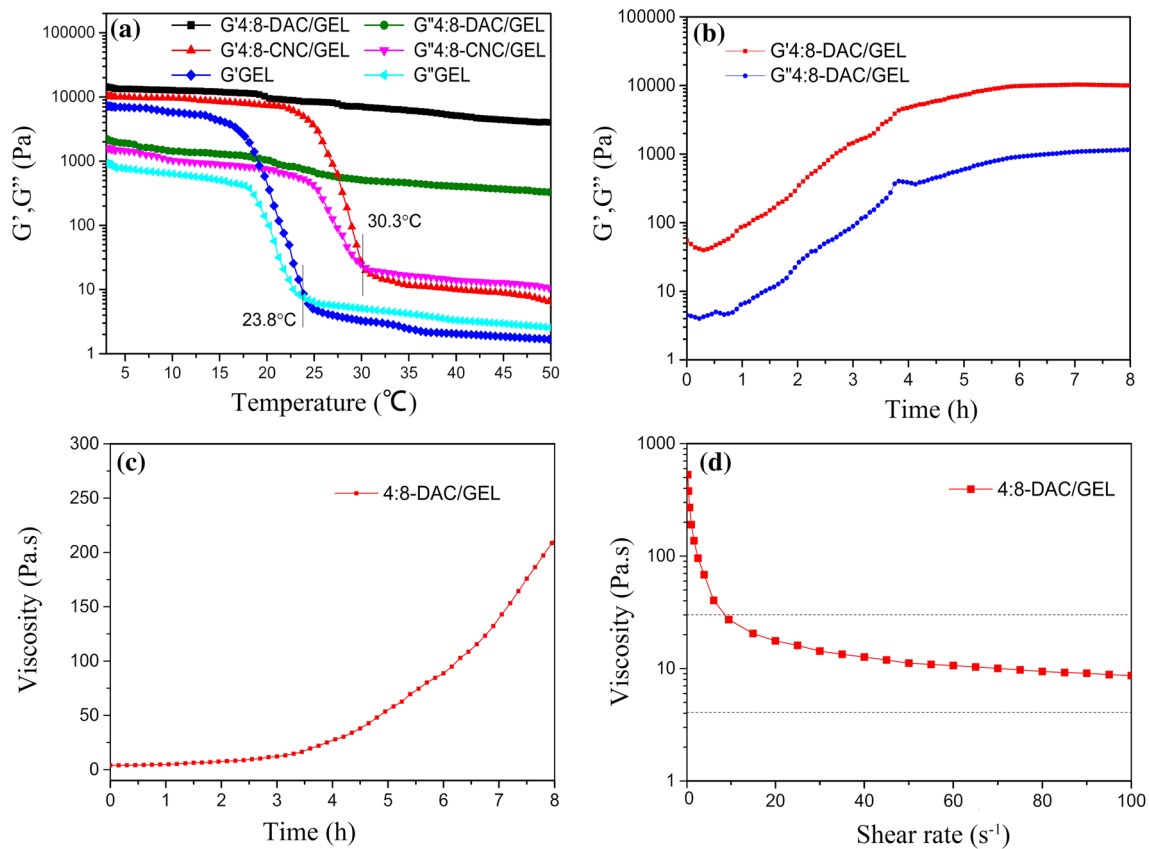 (a)
G'4:8-DAC/GEL G"4:8-DAC/GEL
G'4:8-CNC/GEL G"4:8-CNC/GEL
G'GEL G"GEL
100000
10000
1000
100
10
1
G',G" (Pa)
30.3°C
23.8°C
5 10 15 20 25 30 35 40 45 50
Temperature (℃)
(b)
G'4:8-DAC/GEL
G"4:8-DAC/GEL
100000
10000
1000
100
10
1
G',G" (Pa)
0 1 2 3 4 5 6 7 8
Time (h)
(c)
4:8-DAC/GEL
300
250
200
150
100
50
0
Viscosity (Pa.s)
0 1 2 3 4 5 6 7 8
Time (h)
(d)
4:8-DAC/GEL
1000
100
10
1
Viscosity (Pa.s)
0 20 40 60 80 100
Shear rate (s⁻¹)